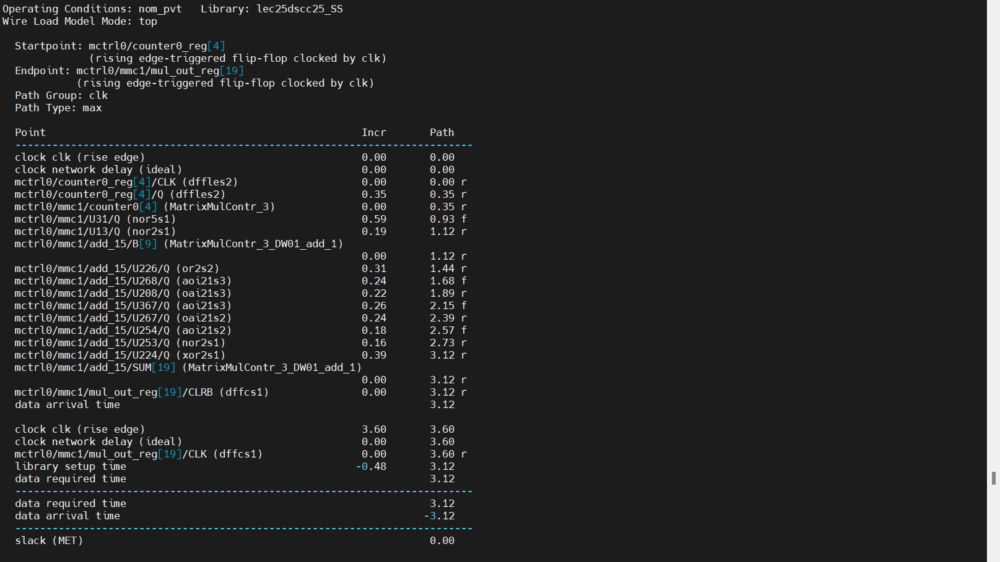 Operating Conditions: nom_pvt   Library: lec25dscc25_SS
Wire Load Model Mode: top
Startpoint: mctrl0/counter0_reg[4]
(rising edge-triggered flip-flop clocked by clk)
Endpoint: mctrl0/mmc1/mul_out_reg[19]
(rising edge-triggered flip-flop clocked by clk)
Path Group: clk
Path Type: max
Point Incr Path
---------------------------------------------------------------------------
clock clk (rise edge) 0.00 0.00
clock network delay (ideal) 0.00 0.00
mctrl0/counter0_reg[4]/CLK (dffles2) 0.00 0.00 r
mctrl0/counter0_reg[4]/Q (dffles2) 0.35 0.35 r
mctrl0/mmc1/counter0[4] (MatrixMulContr_3) 0.00 0.35 r
mctrl0/mmc1/U31/Q (nor5s1) 0.59 0.93 f
mctrl0/mmc1/U13/Q (nor2s1) 0.19 1.12 r
mctrl0/mmc1/add_15/B[9] (MatrixMulContr_3_DW01_add_1)
0.00 1.12 r
mctrl0/mmc1/add_15/U226/Q (or2s2) 0.31 1.44 r
mctrl0/mmc1/add_15/U268/Q (aoi21s3) 0.24 1.68 f
mctrl0/mmc1/add_15/U208/Q (oai21s3) 0.22 1.89 r
mctrl0/mmc1/add_15/U367/Q (aoi21s3) 0.26 2.15 f
mctrl0/mmc1/add_15/U267/Q (oai21s2) 0.24 2.39 r
mctrl0/mmc1/add_15/U254/Q (aoi21s2) 0.18 2.57 f
mctrl0/mmc1/add_15/U253/Q (nor2s1) 0.16 2.73 r
mctrl0/mmc1/add_15/U224/Q (xor2s1) 0.39 3.12 r
mctrl0/mmc1/add_15/SUM[19] (MatrixMulContr_3_DW01_add_1)
0.00 3.12 r
mctrl0/mmc1/mul_out_reg[19]/CLRB (dffcs1) 0.00 3.12 r
data arrival time 3.12
clock clk (rise edge) 3.60 3.60
clock network delay (ideal) 0.00 3.60
mctrl0/mmc1/mul_out_reg[19]/CLK (dffcs1) 0.00 3.60 r
library setup time -0.48 3.12
data required time 3.12
---------------------------------------------------------------------------
data required time 3.12
data arrival time -3.12
---------------------------------------------------------------------------
slack (MET) 0.00